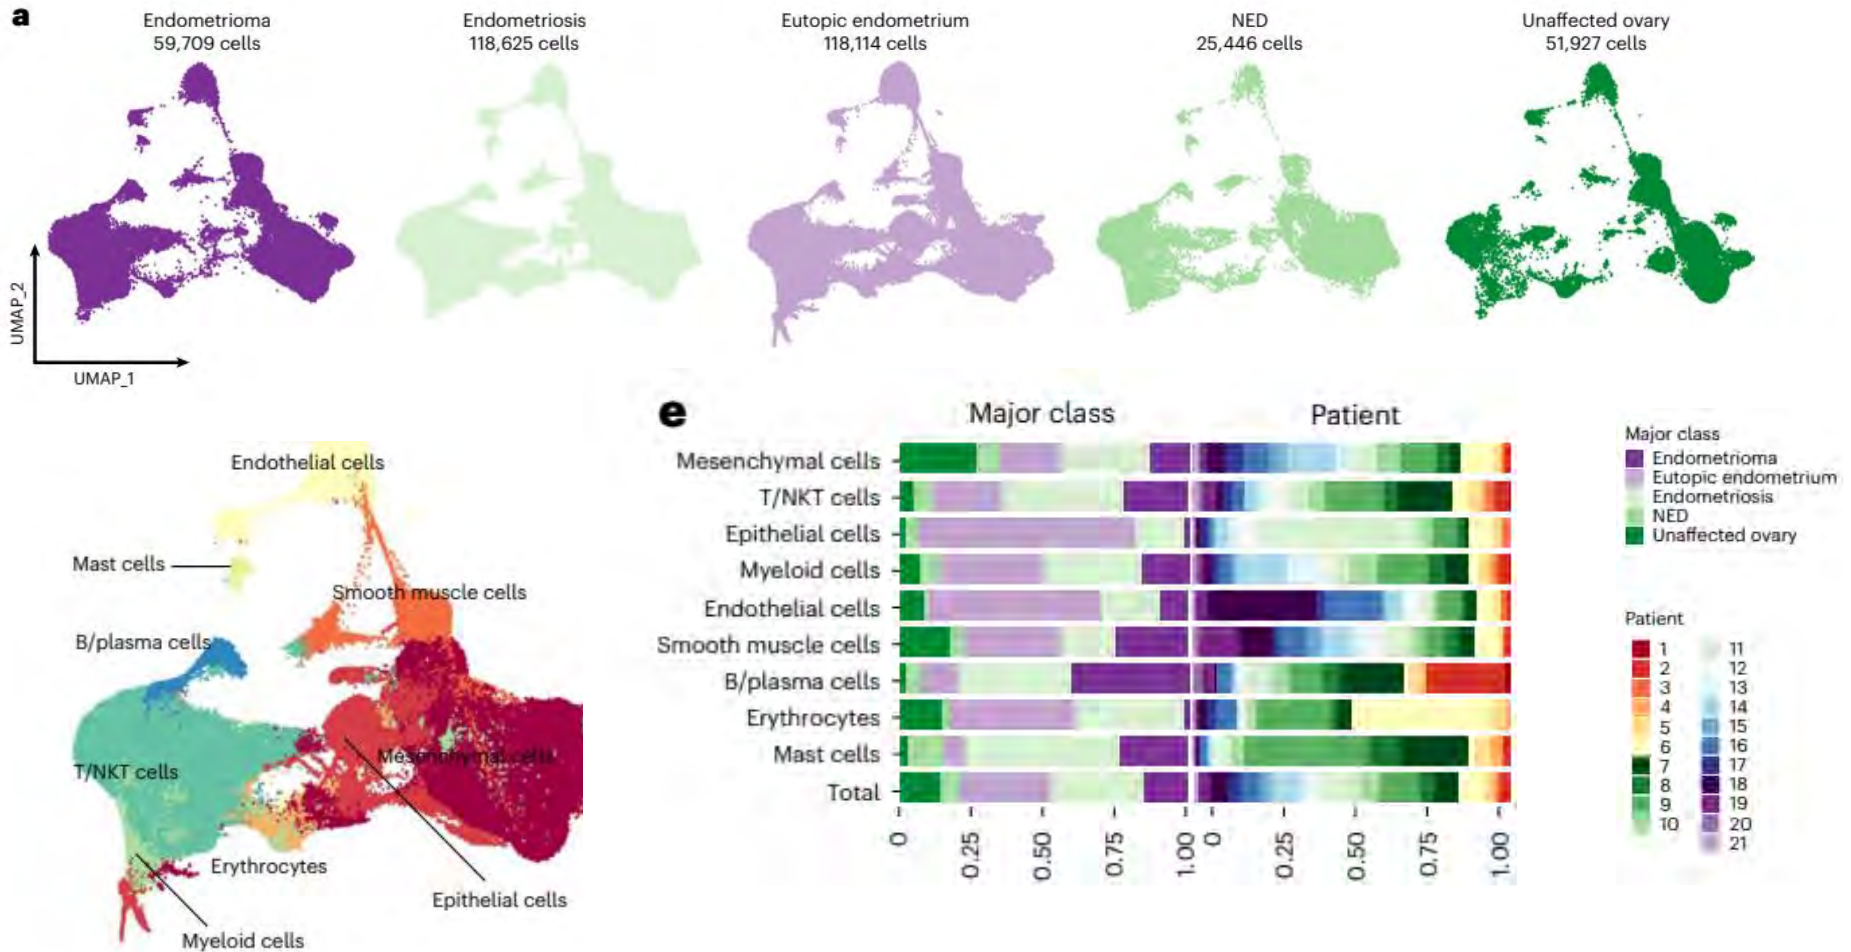 a
Endometrioma
59,709 cells
Endometriosis
118,625 cells
Eutopic endometrium
118,114 cells
NED
25,446 cells
Unaffected ovary
51,927 cells
UMAP_2
UMAP_1
Endothelial cells
Mast cells
Smooth muscle cells
B/plasma cells
Mesenchymal cells
T/NKT cells
Erythrocytes
Epithelial cells
Myeloid cells
e
Major class
Patient
Mesenchymal cells
T/NKT cells
Epithelial cells
Myeloid cells
Endothelial cells
Smooth muscle cells
B/plasma cells
Erythrocytes
Mast cells
Total
0
0.25
0.50
0.75
1.00
0
0.25
0.50
0.75
1.00
Major class
Endometrioma
Eutopic endometrium
Endometriosis
NED
Unaffected ovary
Patient
1
2
3
4
5
6
7
8
9
10
11
12
13
14
15
16
17
18
19
20
21